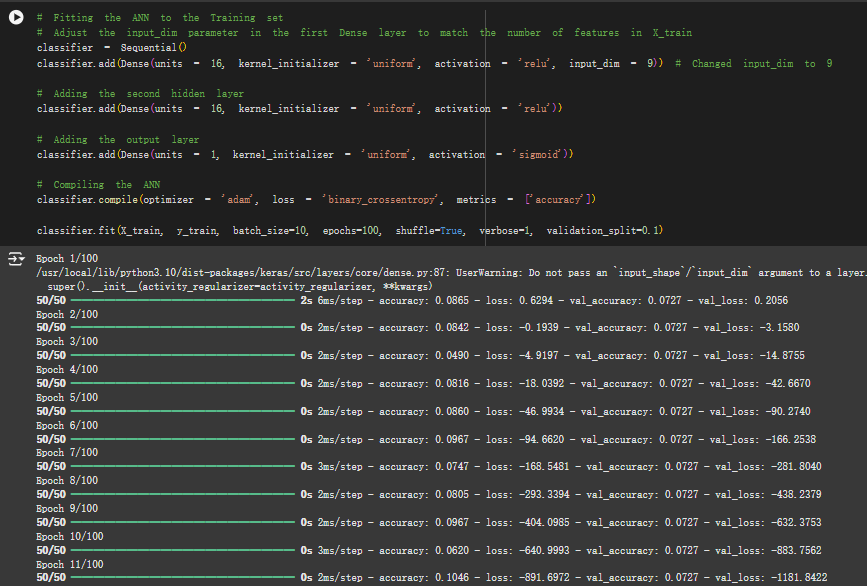 # Fitting the ANN to the Training set
# Adjust the input_dim parameter in the first Dense layer to match the number of features in X_train
classifier = Sequential()
classifier.add(Dense(units = 16, kernel_initializer = 'uniform', activation = 'relu', input_dim = 9)) # Changed input_dim to 9
# Adding the second hidden layer
classifier.add(Dense(units = 16, kernel_initializer = 'uniform', activation = 'relu'))
# Adding the output layer
classifier.add(Dense(units = 1, kernel_initializer = 'uniform', activation = 'sigmoid'))
# Compiling the ANN
classifier.compile(optimizer = 'adam', loss = 'binary_crossentropy', metrics = ['accuracy'])
classifier.fit(X_train, y_train, batch_size=10, epochs=100, shuffle=True, verbose=1, validation_split=0.1)
Epoch 1/100
/usr/local/lib/python3.10/dist-packages/keras/src/layers/core/dense.py:87: UserWarning: Do not pass an `input_shape`/`input_dim` argument to a layer.
super().__init__(activity_regularizer=activity_regularizer, **kwargs)
50/50 2s 6ms/step - accuracy: 0.0865 - loss: 0.6294 - val_accuracy: 0.0727 - val_loss: 0.2056
Epoch 2/100
50/50 0s 2ms/step - accuracy: 0.0842 - loss: -0.1939 - val_accuracy: 0.0727 - val_loss: -3.1580
Epoch 3/100
50/50 0s 2ms/step - accuracy: 0.0490 - loss: -4.9197 - val_accuracy: 0.0727 - val_loss: -14.8755
Epoch 4/100
50/50 0s 2ms/step - accuracy: 0.0816 - loss: -18.0392 - val_accuracy: 0.0727 - val_loss: -42.6670
Epoch 5/100
50/50 0s 2ms/step - accuracy: 0.0860 - loss: -46.9934 - val_accuracy: 0.0727 - val_loss: -90.2740
Epoch 6/100
50/50 0s 2ms/step - accuracy: 0.0967 - loss: -94.6620 - val_accuracy: 0.0727 - val_loss: -166.2538
Epoch 7/100
50/50 0s 3ms/step - accuracy: 0.0747 - loss: -168.5481 - val_accuracy: 0.0727 - val_loss: -281.8040
Epoch 8/100
50/50 0s 2ms/step - accuracy: 0.0805 - loss: -293.3394 - val_accuracy: 0.0727 - val_loss: -438.2379
Epoch 9/100
50/50 0s 2ms/step - accuracy: 0.0967 - loss: -404.0985 - val_accuracy: 0.0727 - val_loss: -632.3753
Epoch 10/100
50/50 0s 3ms/step - accuracy: 0.0620 - loss: -640.9993 - val_accuracy: 0.0727 - val_loss: -883.7562
Epoch 11/100
50/50 0s 2ms/step - accuracy: 0.1046 - loss: -891.6972 - val_accuracy: 0.0727 - val_loss: -1181.8422